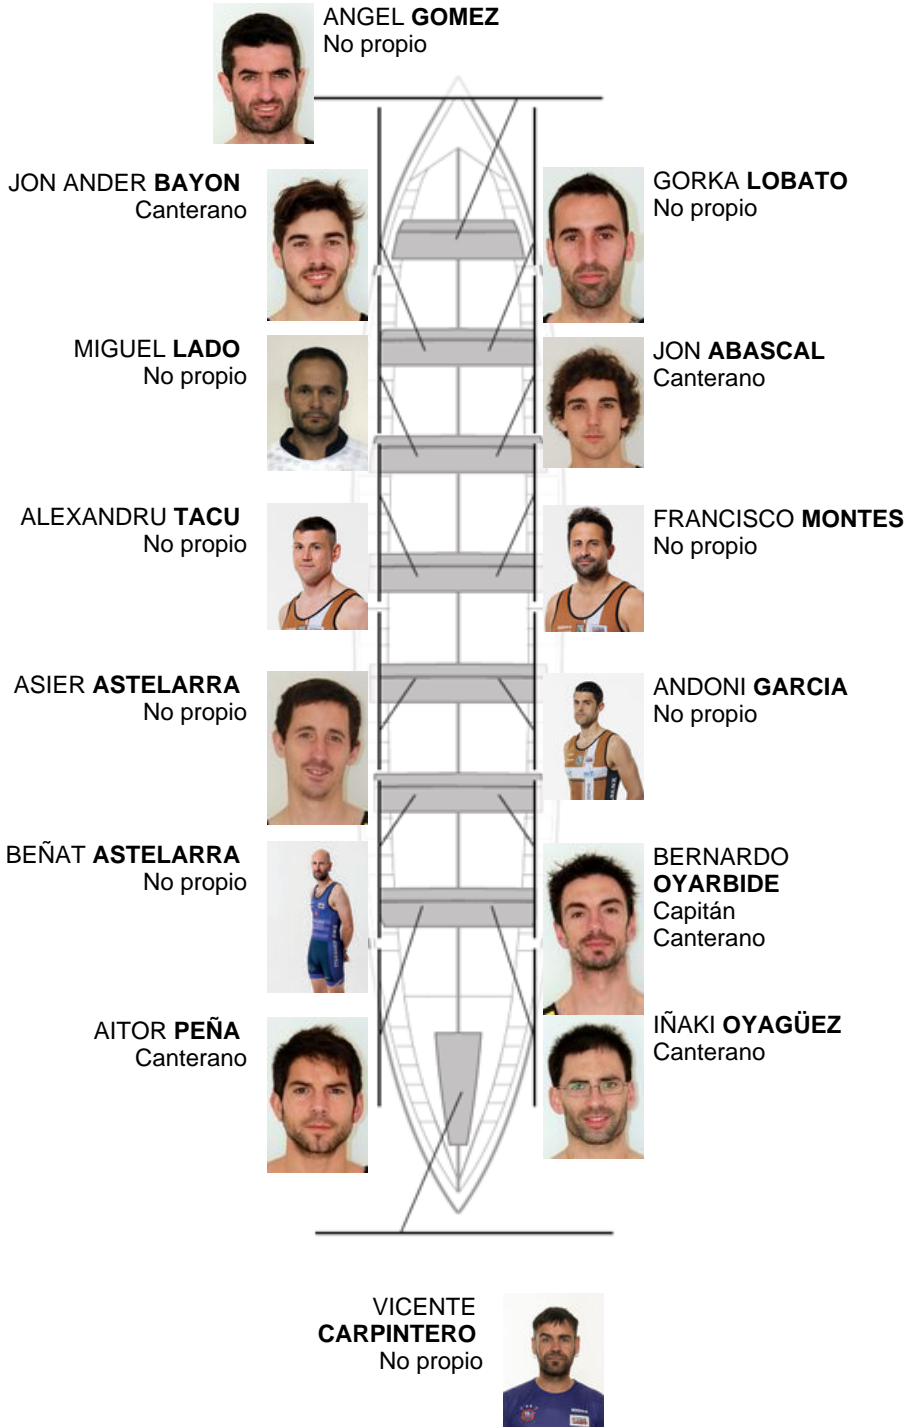 ANGEL GOMEZ
No propio
JON ANDER BAYON
Canterano
GORKA LOBATO
No propio
MIGUEL LADO
No propio
JON ABASCAL
Canterano
ALEXANDRU TACU
No propio
FRANCISCO MONTES
No propio
ASIER ASTELARRA
No propio
ANDONI GARCIA
No propio
BEÑAT ASTELARRA
No propio
BERNARDO
OYARBIDE
Capitán
Canterano
AITOR PEÑA
Canterano
IÑAKI OYAGÜEZ
Canterano
VICENTE
CARPINTERO
No propio